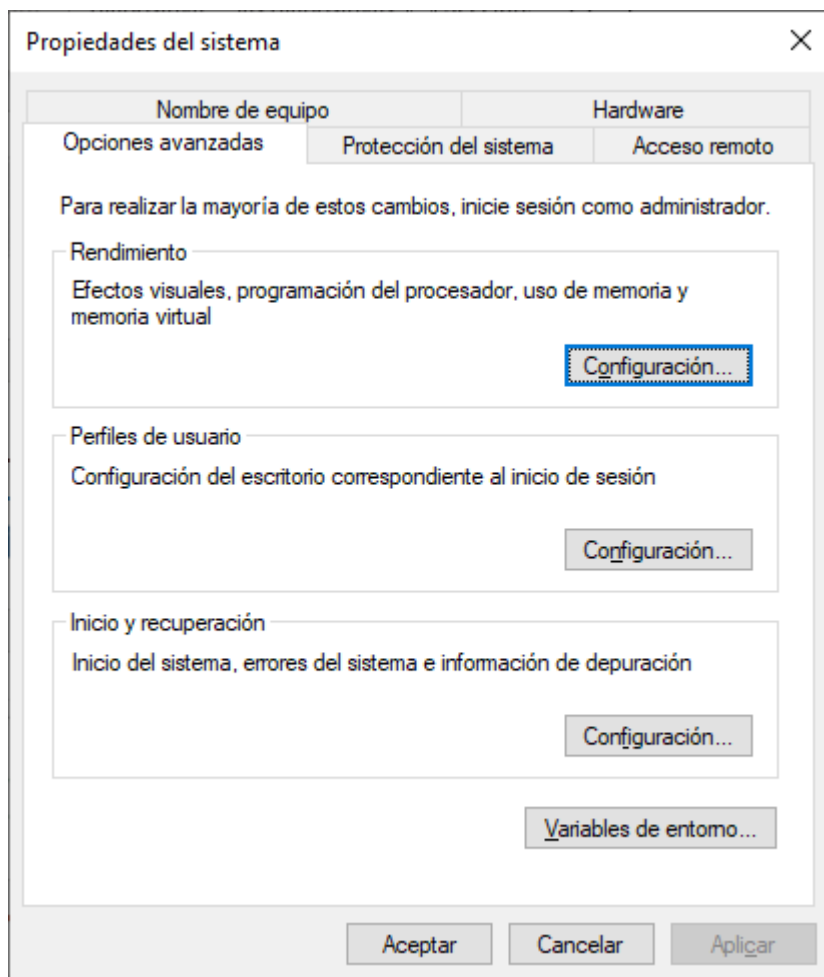 Propiedades del sistema
Nombre de equipo
Hardware
Opciones avanzadas
Protección del sistema
Acceso remoto
Para realizar la mayoría de estos cambios, inicie sesión como administrador.
Rendimiento
Efectos visuales, programación del procesador, uso de memoria y
memoria virtual
Configuración...
Perfiles de usuario
Configuración del escritorio correspondiente al inicio de sesión
Configuración...
Inicio y recuperación
Inicio del sistema, errores del sistema e información de depuración
Configuración...
Variables de entorno...
Aceptar
Cancelar
Aplicar